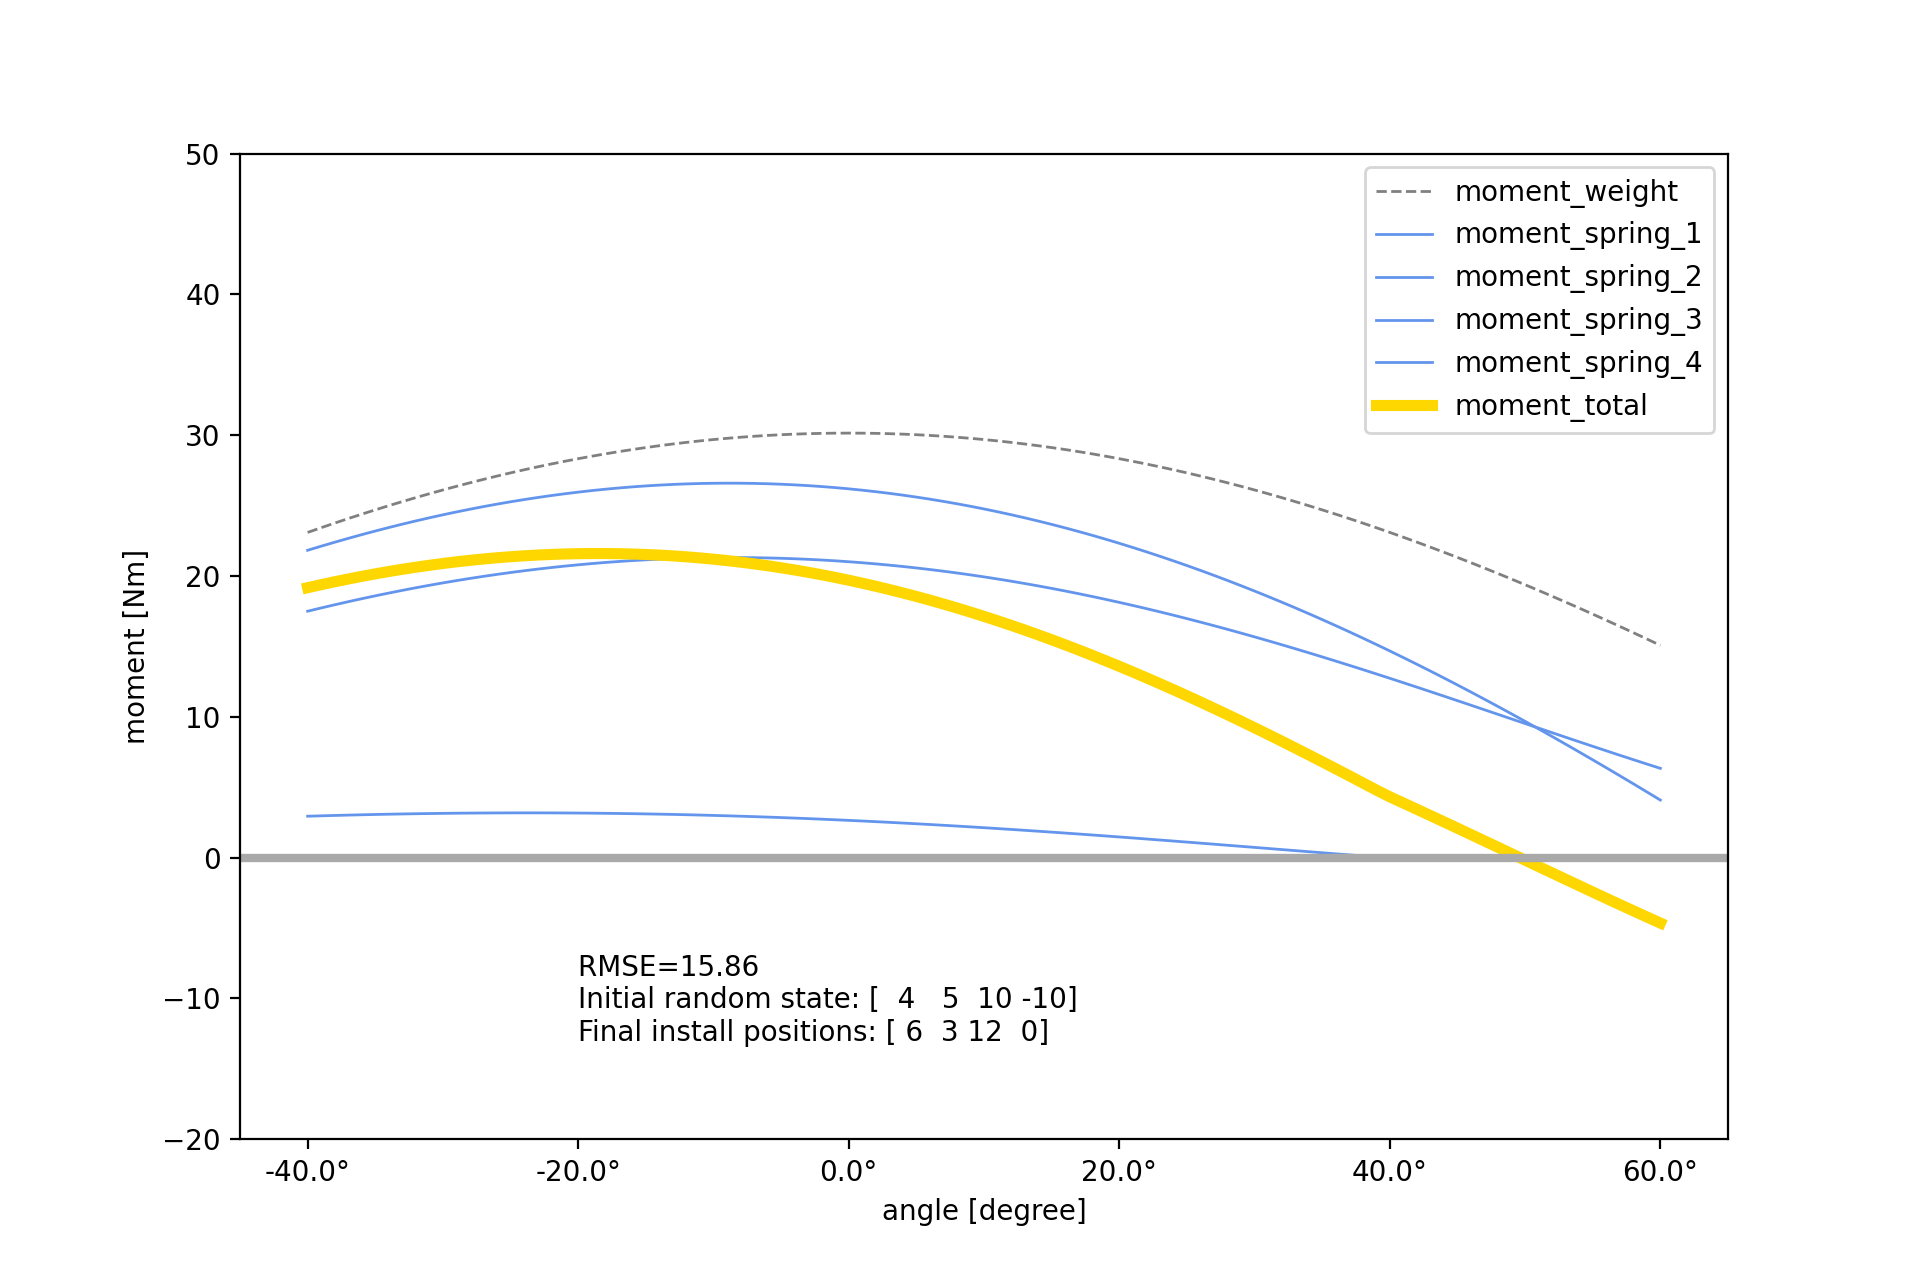 50
40
30
20
10
0
−10
−20
moment [Nm]
moment_weight
moment_spring_1
moment_spring_2
moment_spring_3
moment_spring_4
moment_total
RMSE=15.86
Initial random state: [  4   5  10 -10]
Final install positions: [ 6  3 12  0]
-40.0° -20.0° 0.0° 20.0° 40.0° 60.0°
angle [degree]